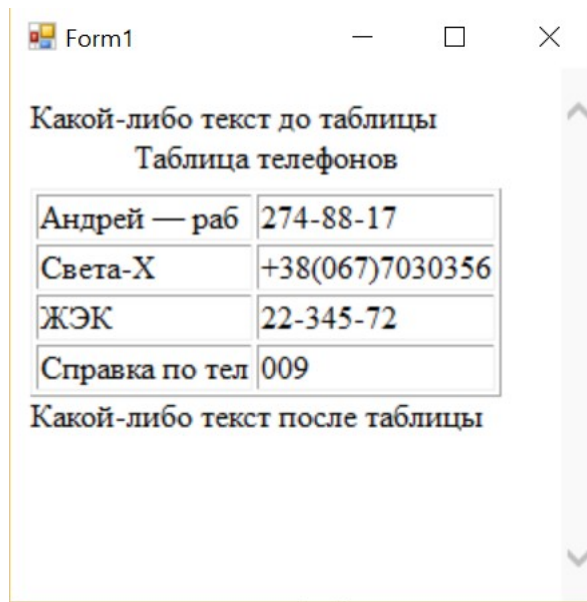 Form1
Какой-либо текст до таблицы
Таблица телефонов
Андрей — раб 274-88-17
Света-X +38(067)7030356
ЖЭК 22-345-72
Справка по тел 009
Какой-либо текст после таблицы